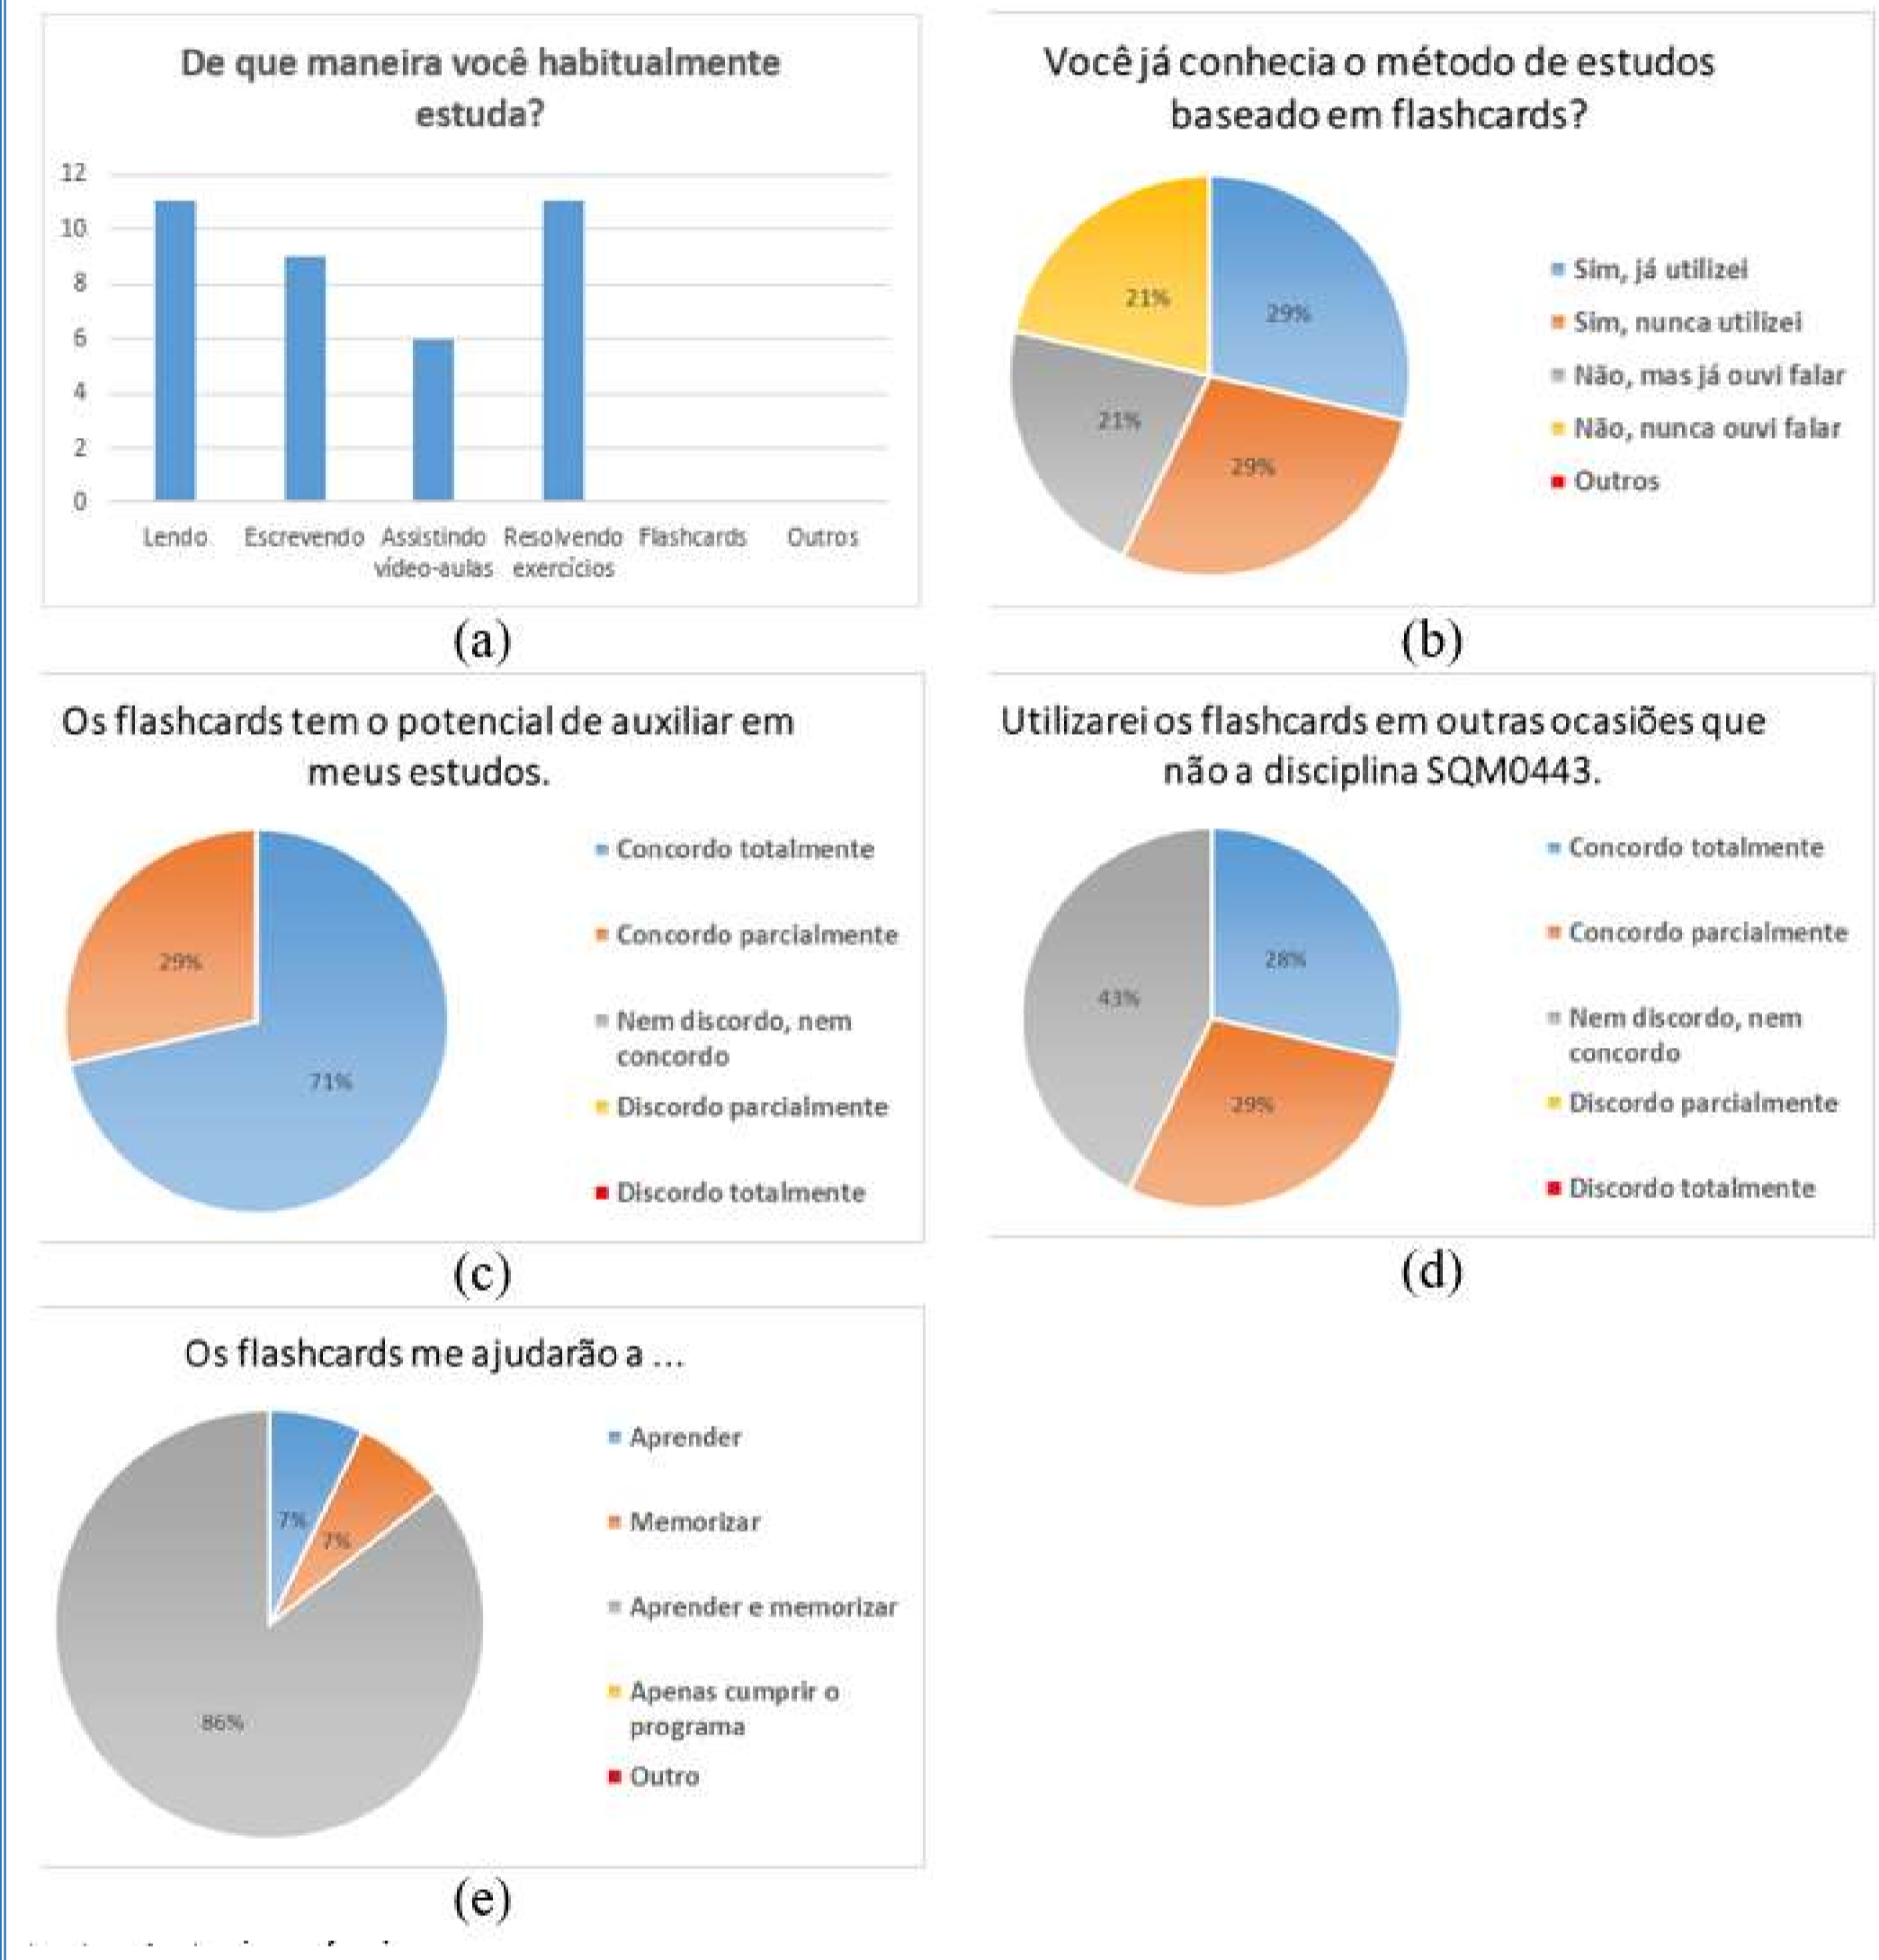 De que maneira você habitualmente
estuda?
12
10
8
6
4
2
0
Lendo
Escrevendo
Assistindo
vídeo-aulas
Resolvendo
exercícios
Flashcards
Outros
(a)
Você já conhecia o método de estudos
baseado em flashcards?
21%
29%
21%
29%
Sim, já utilizei
Sim, nunca utilizei
Não, mas já ouvi falar
Não, nunca ouvi falar
Outros
(b)
Os flashcards tem o potencial de auxiliar em
meus estudos.
29%
71%
Concordo totalmente
Concordo parcialmente
Nem discordo, nem
concordo
Discordo parcialmente
Discordo totalmente
(c)
Utilizarei os flashcards em outras ocasiões que
não a disciplina SQM0443.
28%
43%
29%
Concordo totalmente
Concordo parcialmente
Nem discordo, nem
concordo
Discordo parcialmente
Discordo totalmente
(d)
Os flashcards me ajudarão a ...
7%
7%
86%
Aprender
Memorizar
Aprender e memorizar
Apenas cumprir o
programa
Outro
(e)